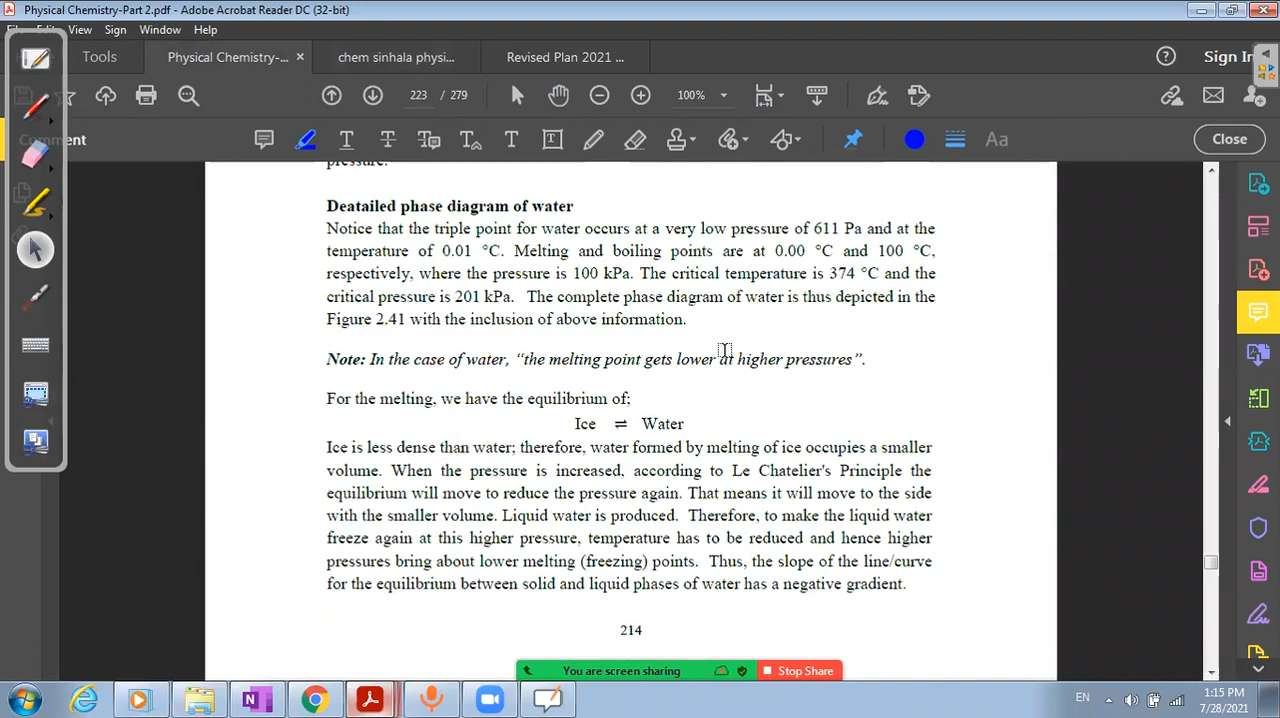 Physical Chemistry-Part 2.pdf - Adobe Acrobat Reader DC (32-bit)
View Sign Window Help
Tools Physical Chemistry-... × chem sinhala physi... Revised Plan 2021 ... Sign In
223 / 279 100%
Close
pressure.
Deatailed phase diagram of water
Notice that the triple point for water occurs at a very low pressure of 611 Pa and at the
temperature of 0.01 °C. Melting and boiling points are at 0.00 °C and 100 °C,
respectively, where the pressure is 100 kPa. The critical temperature is 374 °C and the
critical pressure is 201 kPa. The complete phase diagram of water is thus depicted in the
Figure 2.41 with the inclusion of above information.
Note: In the case of water, “the melting point gets lower at higher pressures”.
For the melting, we have the equilibrium of;
Ice ⇌ Water
Ice is less dense than water; therefore, water formed by melting of ice occupies a smaller
volume. When the pressure is increased, according to Le Chatelier's Principle the
equilibrium will move to reduce the pressure again. That means it will move to the side
with the smaller volume. Liquid water is produced. Therefore, to make the liquid water
freeze again at this higher pressure, temperature has to be reduced and hence higher
pressures bring about lower melting (freezing) points. Thus, the slope of the line/curve
for the equilibrium between solid and liquid phases of water has a negative gradient.
214
You are screen sharing Stop Share
EN 1:15 PM
7/28/2021